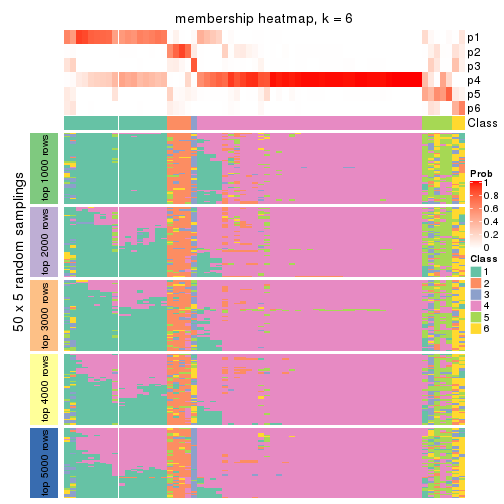 membership heatmap, k = 6
p1
p2
p3
p4
p5
p6
Class
50 x 5 random samplings
top 1000 rows
top 2000 rows
top 3000 rows
top 4000 rows
top 5000 rows
Prob
1
0.8
0.6
0.4
0.2
0
Class
1
2
3
4
5
6